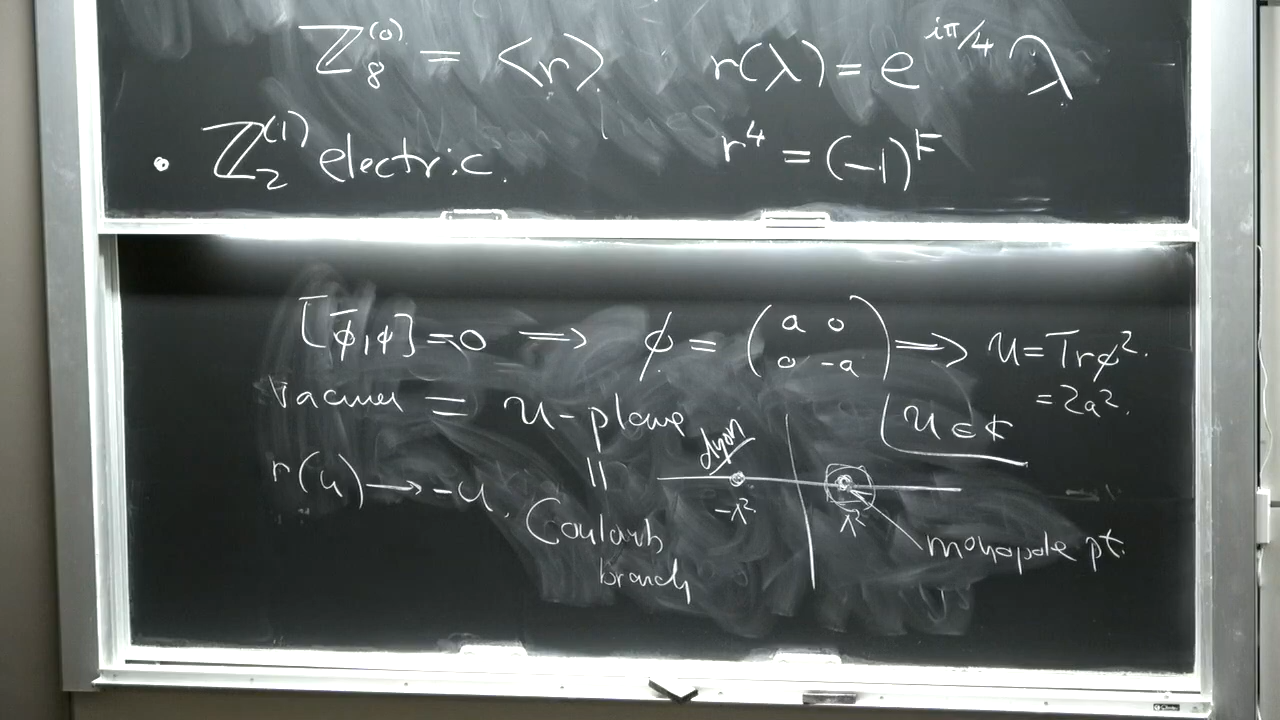 ℤ₈⁽⁰⁾ = <r> r(λ) = e^{iπ/4} λ
• ℤ₂⁽¹⁾ electric. r⁴ = (-1)^F
[φ̄,φ]=0 ⟹ φ = (a 0; 0 -a) ⟹ u = Trφ².
= 2a².
Vacua = u-plane
u ∈ ¢
dyon
r(u) → -u.
||
-Λ² Λ²
Coulomb
branch
monopole pt.